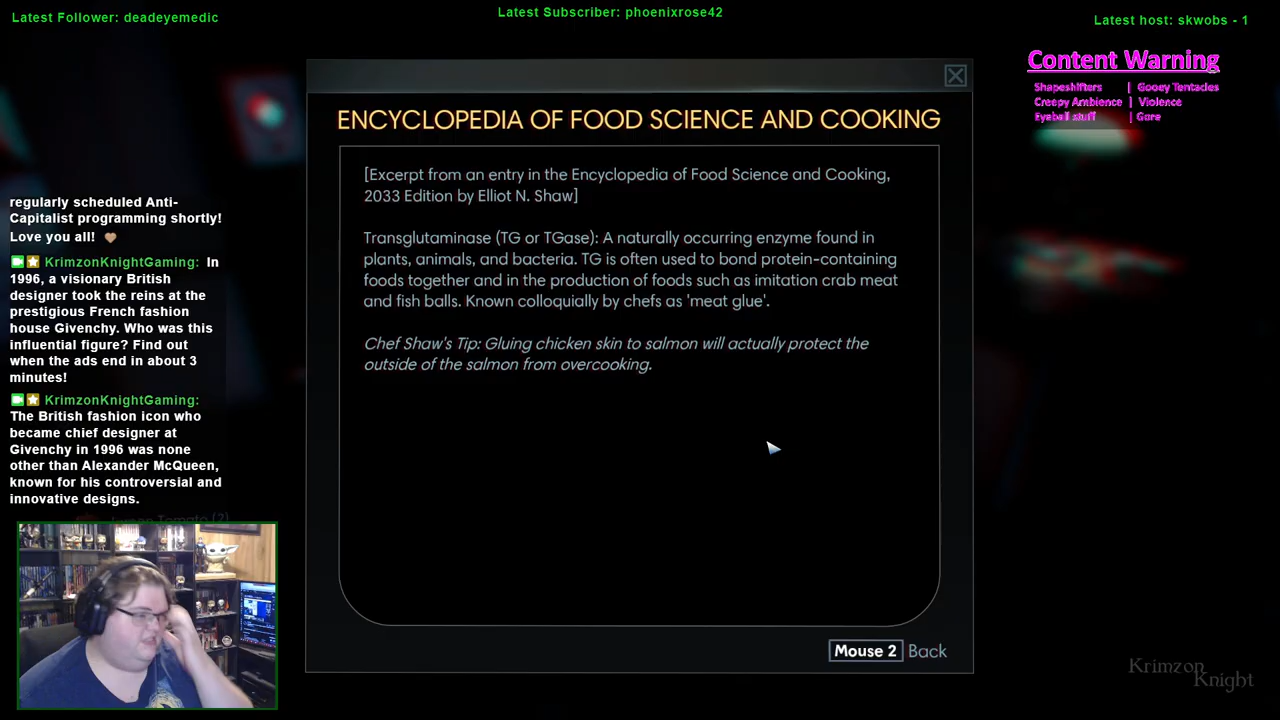 Latest Follower: deadeyemedic
Latest Subscriber: phoenixrose42
Latest host: skwobs - 1
Content Warning
Shapeshifters | Gooey Tentacles
Creepy Ambience | Violence
Eyeball stuff | Gore
ENCYCLOPEDIA OF FOOD SCIENCE AND COOKING
[Excerpt from an entry in the Encyclopedia of Food Science and Cooking,
2033 Edition by Elliot N. Shaw]
Transglutaminase (TG or TGase): A naturally occurring enzyme found in
plants, animals, and bacteria. TG is often used to bond protein-containing
foods together and in the production of foods such as imitation crab meat
and fish balls. Known colloquially by chefs as 'meat glue'.
Chef Shaw's Tip: Gluing chicken skin to salmon will actually protect the
outside of the salmon from overcooking.
Mouse 2 Back
regularly scheduled Anti-
Capitalist programming shortly!
Love you all!
KrimzonKnightGaming: In
1996, a visionary British
designer took the reins at the
prestigious French fashion
house Givenchy. Who was this
influential figure? Find out
when the ads end in about 3
minutes!
KrimzonKnightGaming:
The British fashion icon who
became chief designer at
Givenchy in 1996 was none
other than Alexander McQueen,
known for his controversial and
innovative designs.
Krimzon
Knight